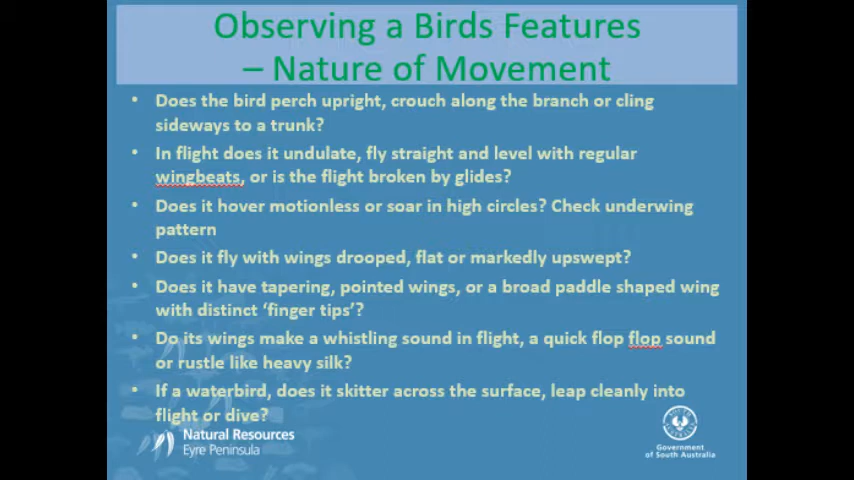 Observing a Birds Features
– Nature of Movement
• Does the bird perch upright, crouch along the branch or cling
sideways to a trunk?
• In flight does it undulate, fly straight and level with regular
wingbeats, or is the flight broken by glides?
• Does it hover motionless or soar in high circles? Check underwing
pattern
• Does it fly with wings drooped, flat or markedly upswept?
• Does it have tapering, pointed wings, or a broad paddle shaped wing
with distinct ‘finger tips’?
• Do its wings make a whistling sound in flight, a quick flop flop sound
or rustle like heavy silk?
• If a waterbird, does it skitter across the surface, leap cleanly into
flight or dive?
Natural Resources
Eyre Peninsula
Government
of South Australia